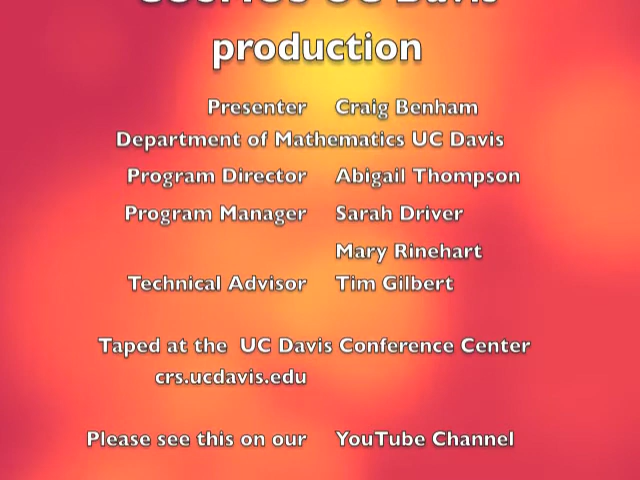 UC Davis
production
Presenter Craig Benham
Department of Mathematics UC Davis
Program Director Abigail Thompson
Program Manager Sarah Driver
Mary Rinehart
Technical Advisor Tim Gilbert
Taped at the UC Davis Conference Center
crs.ucdavis.edu
Please see this on our YouTube Channel